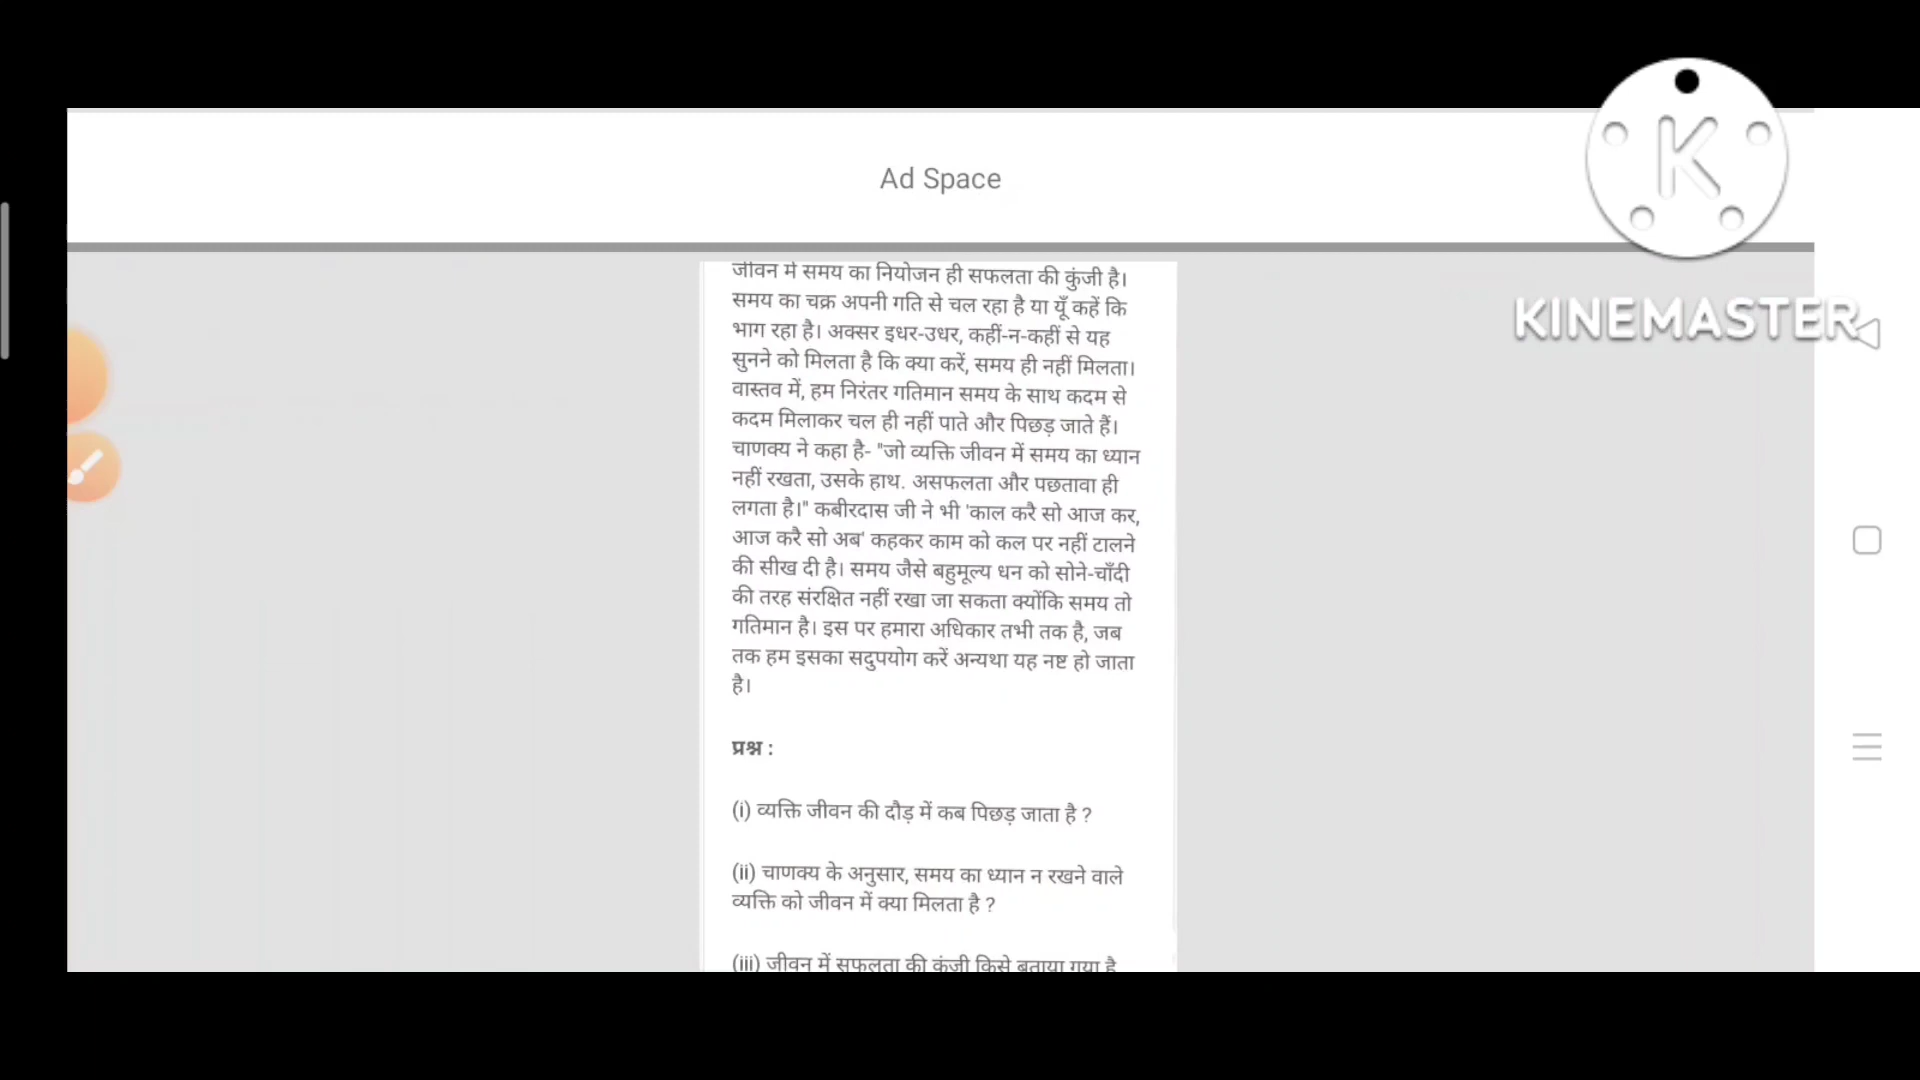 Ad Space
K
KINEMASTER
जीवन में समय का नियोजन ही सफलता की कुंजी है।
समय का चक्र अपनी गति से चल रहा है या यूँ कहें कि
भाग रहा है। अक्सर इधर-उधर, कहीं-न-कहीं से यह
सुनने को मिलता है कि क्या करें, समय ही नहीं मिलता।
वास्तव में, हम निरंतर गतिमान समय के साथ कदम से
कदम मिलाकर चल ही नहीं पाते और पिछड़ जाते हैं।
चाणक्य ने कहा है- "जो व्यक्ति जीवन में समय का ध्यान
नहीं रखता, उसके हाथ. असफलता और पछतावा ही
लगता है।" कबीरदास जी ने भी 'काल करै सो आज कर,
आज करै सो अब' कहकर काम को कल पर नहीं टालने
की सीख दी है। समय जैसे बहुमूल्य धन को सोने-चाँदी
की तरह संरक्षित नहीं रखा जा सकता क्योंकि समय तो
गतिमान है। इस पर हमारा अधिकार तभी तक है, जब
तक हम इसका सदुपयोग करें अन्यथा यह नष्ट हो जाता
है।
प्रश्न :
(i) व्यक्ति जीवन की दौड़ में कब पिछड़ जाता है ?
(ii) चाणक्य के अनुसार, समय का ध्यान न रखने वाले
व्यक्ति को जीवन में क्या मिलता है ?
(iii) जीवन में सफलता की कुंजी किसे बताया गया है